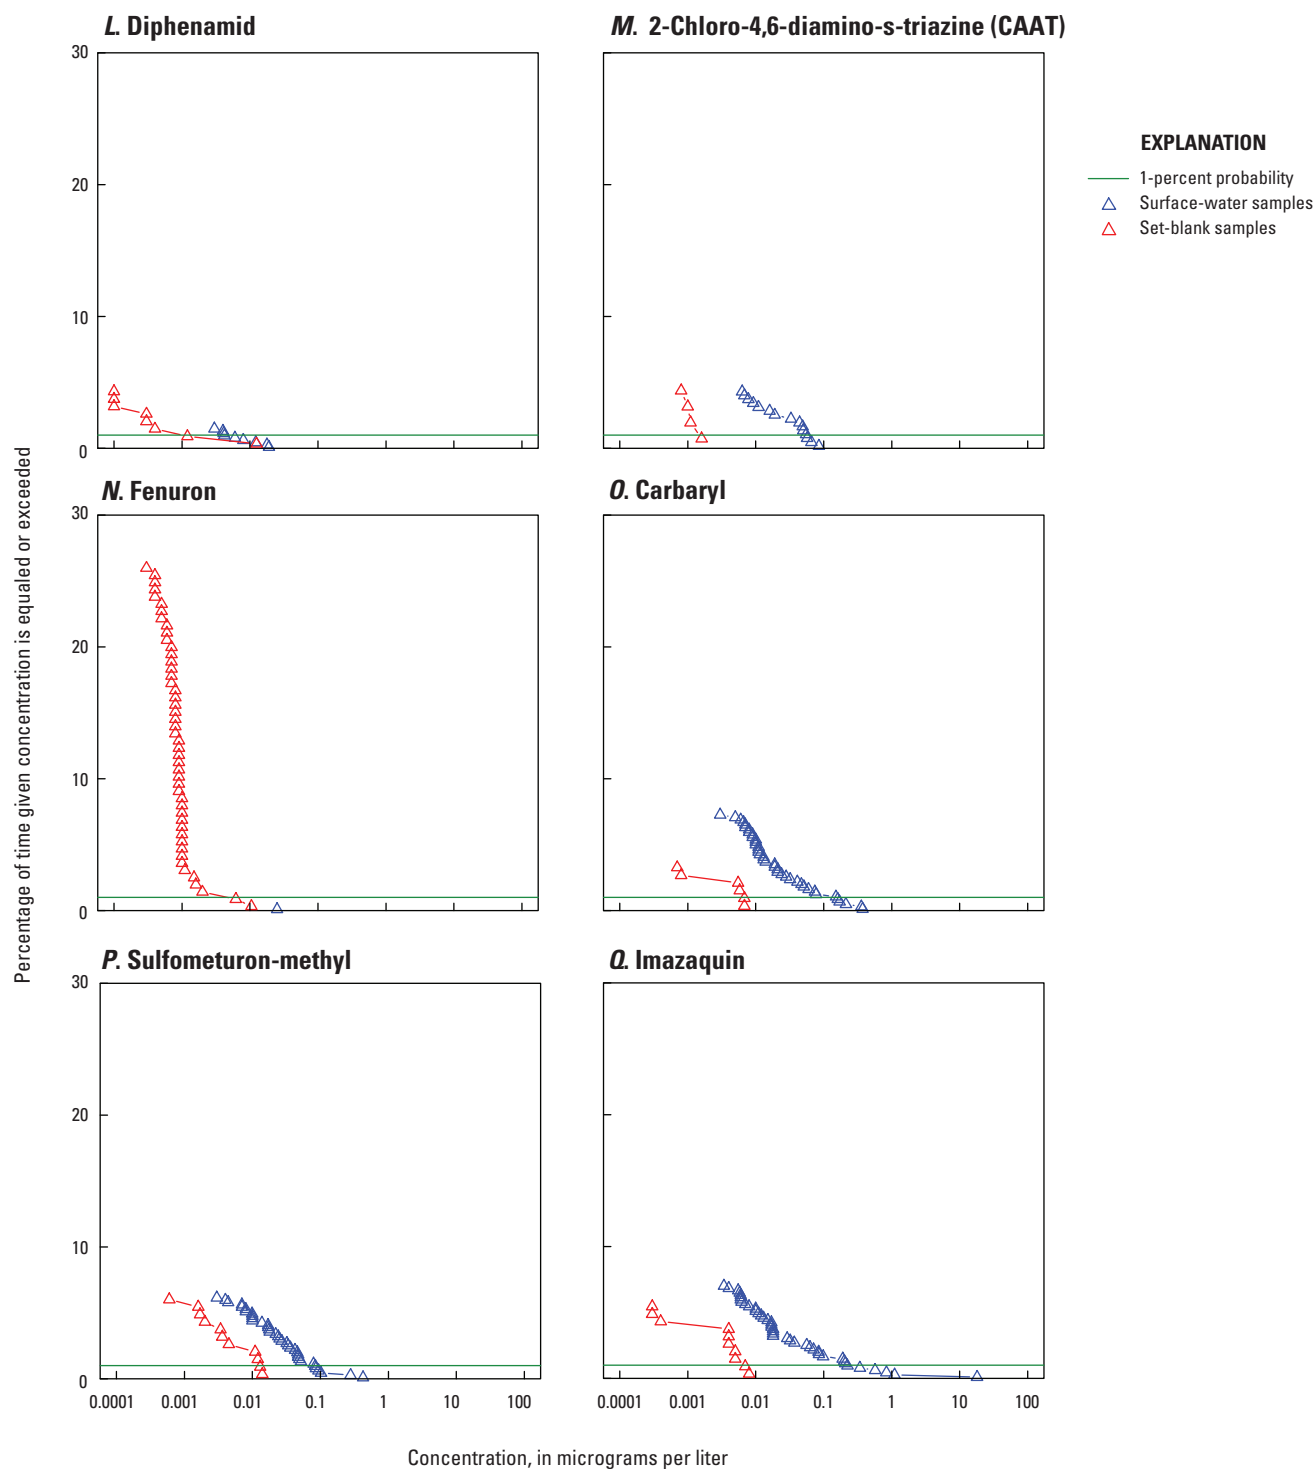 L. Diphenamid
M. 2-Chloro-4,6-diamino-s-triazine (CAAT)
30
20
10
0
EXPLANATION
1-percent probability
Surface-water samples
Set-blank samples
Percentage of time given concentration is equaled or exceeded
N. Fenuron
O. Carbaryl
30
20
10
0
P. Sulfometuron-methyl
Q. Imazaquin
30
20
10
0
0.0001 0.001 0.01 0.1 1 10 100
0.0001 0.001 0.01 0.1 1 10 100
Concentration, in micrograms per liter